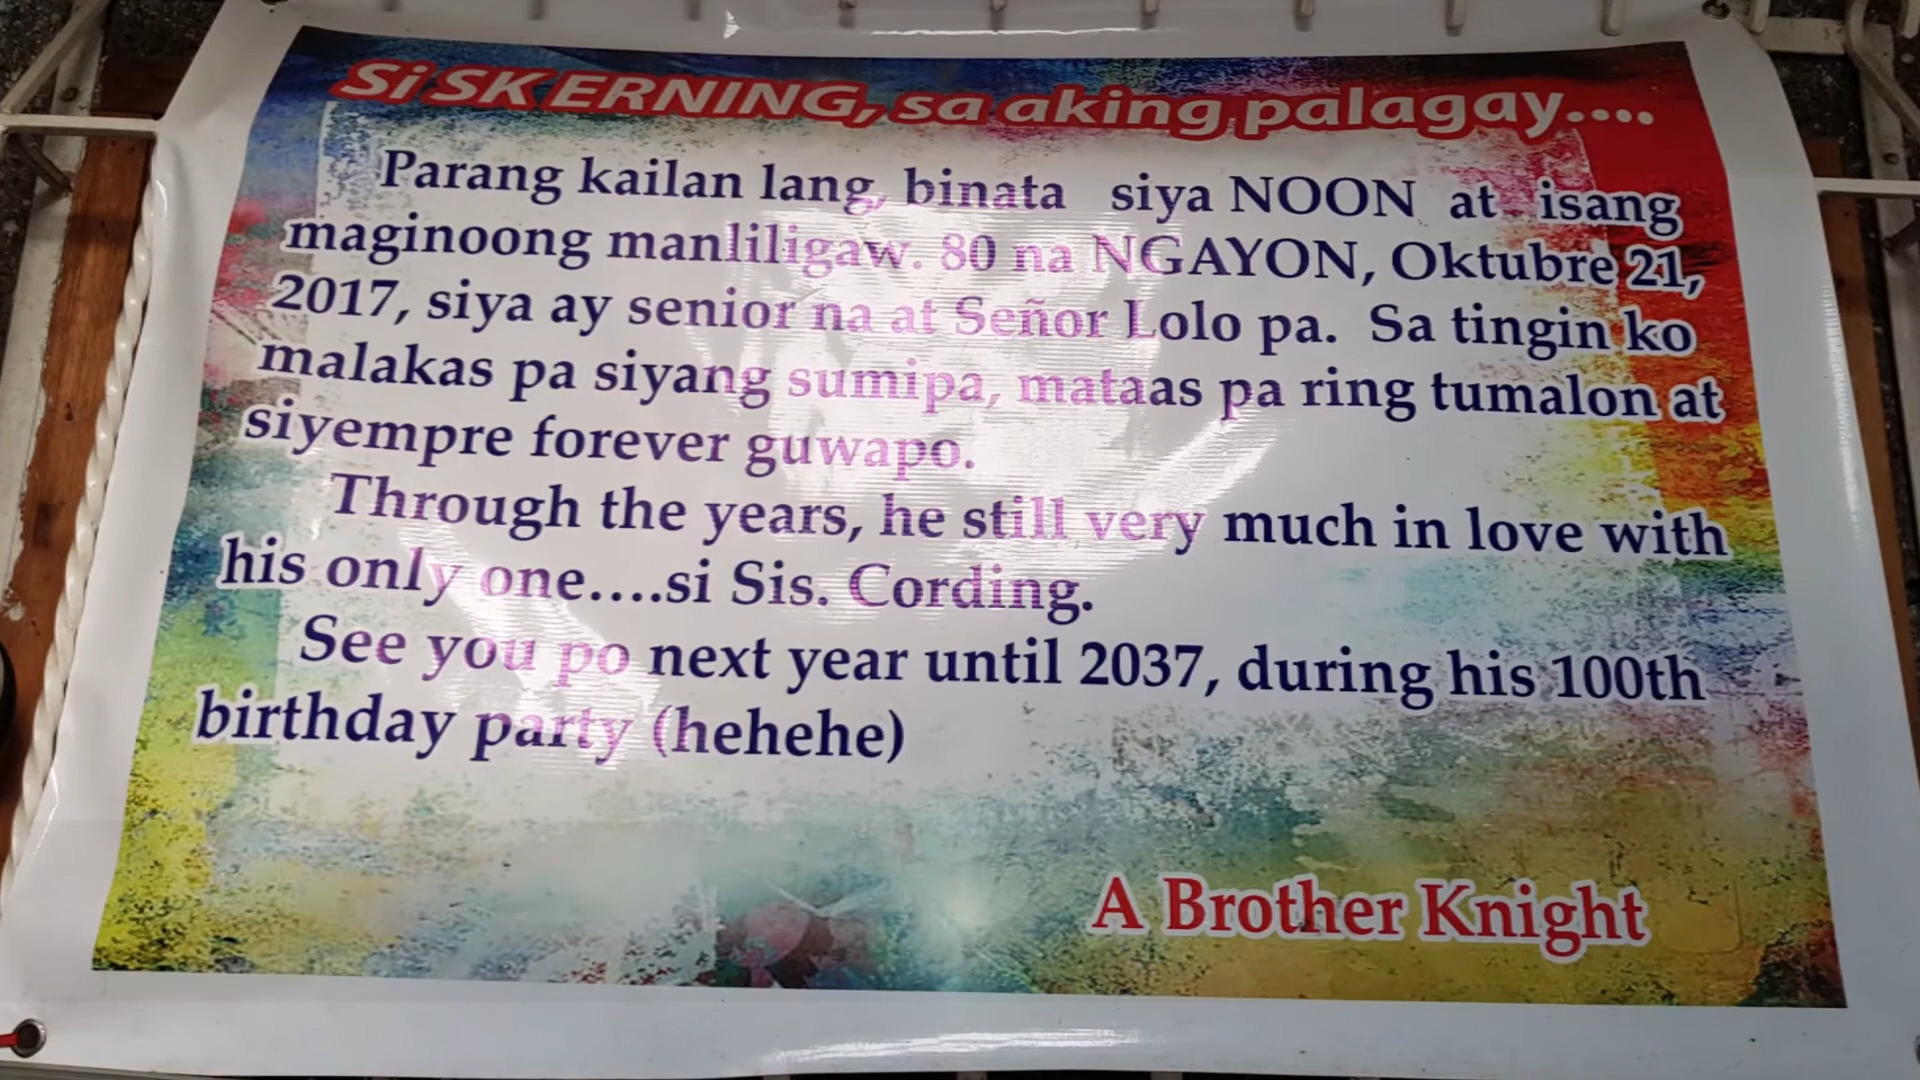 Si SK ERNING, sa aking palagay....
Parang kailan lang, binata siya NOON at isang
maginoong manliligaw. 80 na NGAYON, Oktubre 21,
2017, siya ay senior na at Señor Lolo pa. Sa tingin ko
malakas pa siyang sumipa, mataas pa ring tumalon at
siyempre forever guwapo.
Through the years, he still very much in love with
his only one....si Sis. Cording.
See you po next year until 2037, during his 100th
birthday party (hehehe)
A Brother Knight